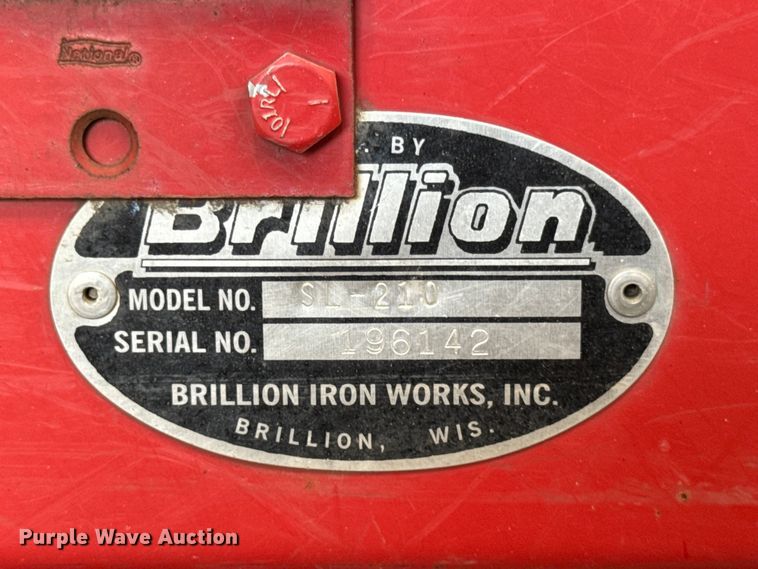 National®
BY
Brillion
MODEL NO. SL-210
SERIAL NO. 196142
BRILLION IRON WORKS, INC.
BRILLION, WIS.
Purple Wave Auction